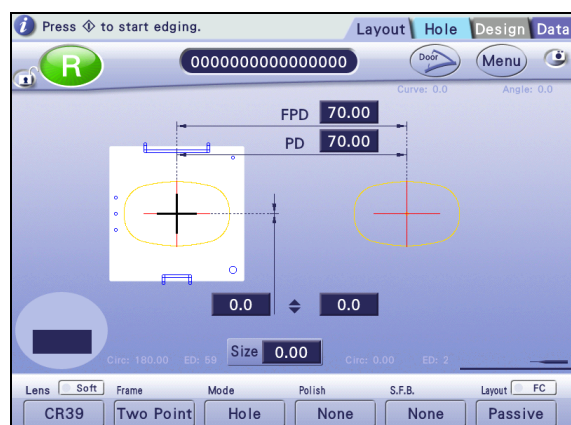 Press to start edging.
Layout Hole Design Data
R 0000000000000000 Door Menu
Curve: 0.0 Angle: 0.0
FPD 70.00
PD 70.00
0.0 0.0
Circ: 180.00 ED: 59 Size 0.00 Circ: 0.00 ED: 2
Lens Soft Frame Mode Polish S.F.B. Layout FC
CR39 Two Point Hole None None Passive